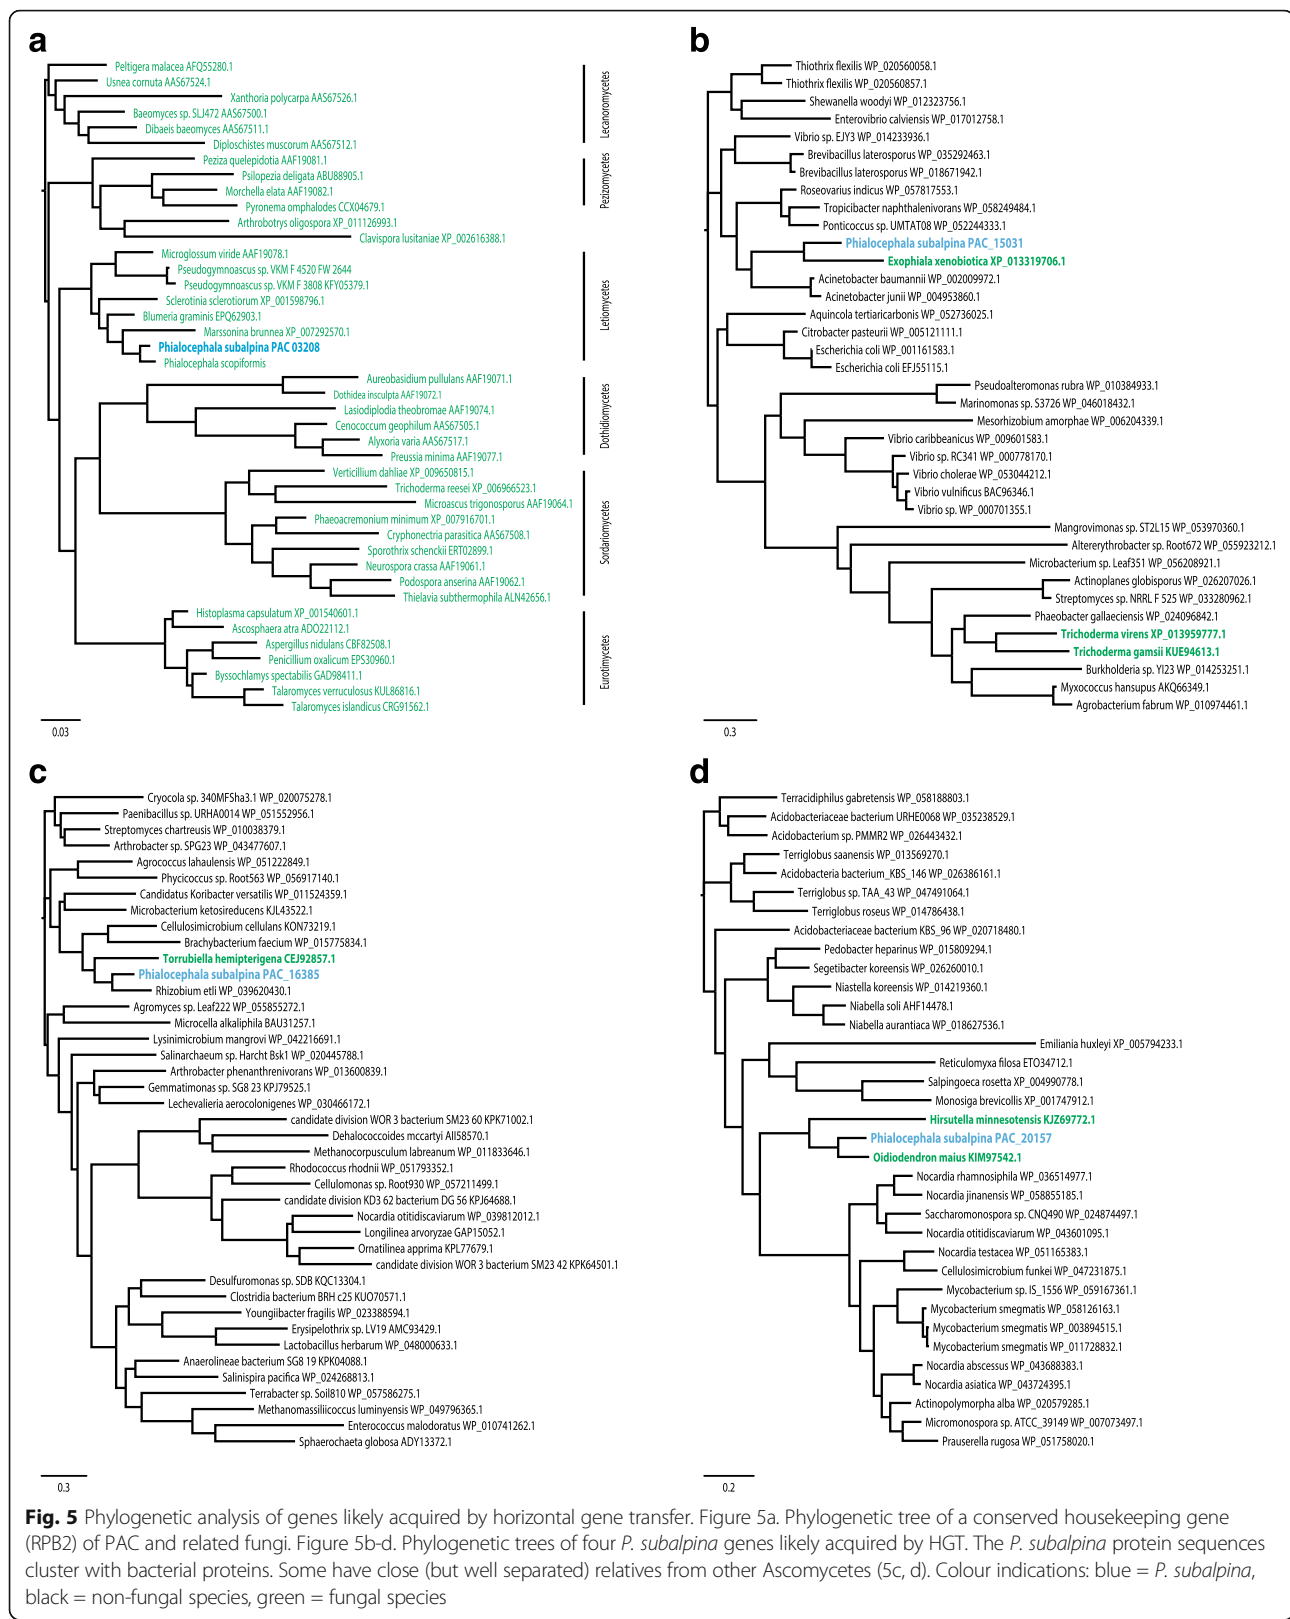 a
Peltigera malacea AFQ55280.1
Usnea cornuta AAS67524.1
Xanthoria polycarpa AAS67526.1
Baeomyces sp. SLJ472 AAS67500.1
Dibaeis baeomyces AAS67511.1
Diploschistes muscorum AAS67512.1
Lecanoromycetes
Peziza quelepidotia AAF19081.1
Psilopezia deligata ABU88905.1
Morchella elata AAF19082.1
Pyronema omphalodes CCX04679.1
Pezizomycetes
Arthrobotrys oligospora XP_011126993.1
Clavispora lusitaniae XP_002616388.1
Microglossum viride AAF19078.1
Pseudogymnoascus sp. VKM F 4520 FW 2644
Pseudogymnoascus sp. VKM F 3808 KFY05379.1
Sclerotinia sclerotiorum XP_001598796.1
Blumeria graminis EPQ62903.1
Marssonina brunnea XP_007292570.1
Phialocephala subalpina PAC 03208
Phialocephala scopiformis
Letiomycetes
Aureobasidium pullulans AAF19071.1
Dothidea insculpta AAF19072.1
Lasiodiplodia theobromae AAF19074.1
Cenococcum geophilum AAS67505.1
Alyxoria varia AAS67517.1
Preussia minima AAF19077.1
Dothidiomycetes
Verticillium dahliae XP_009650815.1
Trichoderma reesei XP_006966523.1
Microascus trigonosporus AAF19064.1
Phaeoacremonium minimum XP_007916701.1
Cryphonectria parasitica AAS67508.1
Sporothrix schenckii ERT02899.1
Neurospora crassa AAF19061.1
Podospora anserina AAF19062.1
Thielavia subthermophila ALN42656.1
Sordariomycetes
Histoplasma capsulatum XP_001540601.1
Ascosphaera atra ADO22112.1
Aspergillus nidulans CBF82508.1
Penicillium oxalicum EPS30960.1
Byssochlamys spectabilis GAD98411.1
Talaromyces verruculosus KUL86816.1
Talaromyces islandicus CRG91562.1
Eurotimycetes
0.03
b
Thiothrix flexilis WP_020560058.1
Thiothrix flexilis WP_020560857.1
Shewanella woodyi WP_012323756.1
Enterovibrio calviensis WP_017012758.1
Vibrio sp. EJY3 WP_014233936.1
Brevibacillus laterosporus WP_035292463.1
Brevibacillus laterosporus WP_018671942.1
Roseovarius indicus WP_057817553.1
Tropicibacter naphthalenivorans WP_058249484.1
Ponticoccus sp. UMTAT08 WP_052244333.1
Phialocephala subalpina PAC_15031
Exophiala xenobiotica XP_013319706.1
Acinetobacter baumannii WP_002009972.1
Acinetobacter junii WP_004953860.1
Aquincola tertiaricarbonis WP_052736025.1
Citrobacter pasteurii WP_005121111.1
Escherichia coli WP_001161583.1
Escherichia coli EFJ55115.1
Pseudoalteromonas rubra WP_010384933.1
Marinomonas sp. S3726 WP_046018432.1
Mesorhizobium amorphae WP_006204339.1
Vibrio caribbeanicus WP_009601583.1
Vibrio sp. RC341 WP_000778170.1
Vibrio cholerae WP_053044212.1
Vibrio vulnificus BAC96346.1
Vibrio sp. WP_000701355.1
Mangrovimonas sp. ST2L15 WP_053970360.1
Altererythrobacter sp. Root672 WP_055923212.1
Microbacterium sp. Leaf351 WP_056208921.1
Actinoplanes globisporus WP_026207026.1
Streptomyces sp. NRRL F 525 WP_033280962.1
Phaeobacter gallaeciensis WP_024096842.1
Trichoderma virens XP_013959777.1
Trichoderma gamsii KUE94613.1
Burkholderia sp. YI23 WP_014253251.1
Myxococcus hansupus AKQ66349.1
Agrobacterium fabrum WP_010974461.1
0.3
c
Cryocola sp. 340MFSha3.1 WP_020075278.1
Paenibacillus sp. URHA0014 WP_051552956.1
Streptomyces chartreusis WP_010038379.1
Arthrobacter sp. SPG23 WP_043477607.1
Agrococcus lahaulensis WP_051222849.1
Phycicoccus sp. Root563 WP_056917140.1
Candidatus Koribacter versatilis WP_011524359.1
Microbacterium ketosireducens KJL43522.1
Cellulosimicrobium cellulans KON73219.1
Brachybacterium faecium WP_015775834.1
Torrubiella hemipterigena CEJ92857.1
Phialocephala subalpina PAC_16385
Rhizobium etli WP_039620430.1
Agromyces sp. Leaf222 WP_055855272.1
Microcella alkaliphila BAU31257.1
Lysinimicrobium mangrovi WP_042216691.1
Salinarchaeum sp. Harcht Bsk1 WP_020445788.1
Arthrobacter phenanthrenivorans WP_013600839.1
Gemmatimonas sp. SG8 23 KPJ79525.1
Lechevalieria aerocolonigenes WP_030466172.1
candidate division WOR 3 bacterium SM23 60 KPK71002.1
Dehalococcoides mccartyi AII58570.1
Methanocorpusculum labreanum WP_011833646.1
Rhodococcus rhodnii WP_051793352.1
Cellulomonas sp. Root930 WP_057211499.1
candidate division KD3 62 bacterium DG 56 KPJ64688.1
Nocardia otitidiscaviarum WP_039812012.1
Longilinea arvoryzae GAP15052.1
Ornatilinea apprima KPL77679.1
candidate division WOR 3 bacterium SM23 42 KPK64501.1
Desulfuromonas sp. SDB KQC13304.1
Clostridia bacterium BRH c25 KUO70571.1
Youngiibacter fragilis WP_023388594.1
Erysipelothrix sp. LV19 AMC93429.1
Lactobacillus herbarum WP_048000633.1
Anaerolineae bacterium SG8 19 KPK04088.1
Salinispira pacifica WP_024268813.1
Terrabacter sp. Soil810 WP_057586275.1
Methanomassiliicoccus luminyensis WP_049796365.1
Enterococcus malodoratus WP_010741262.1
Sphaerochaeta globosa ADY13372.1
0.3
d
Terracidiphilus gabretensis WP_058188803.1
Acidobacteriaceae bacterium URHE0068 WP_035238529.1
Acidobacterium sp. PMMR2 WP_026443432.1
Terriglobus saanensis WP_013569270.1
Acidobacteria bacterium_KBS_146 WP_026386161.1
Terriglobus sp. TAA_43 WP_047491064.1
Terriglobus roseus WP_014786438.1
Acidobacteriaceae bacterium KBS_96 WP_020718480.1
Pedobacter heparinus WP_015809294.1
Segetibacter koreensis WP_026260010.1
Niastella koreensis WP_014219360.1
Niabella soli AHF14478.1
Niabella aurantiaca WP_018627536.1
Emiliania huxleyi XP_005794233.1
Reticulomyxa filosa ETO34712.1
Salpingoeca rosetta XP_004990778.1
Monosiga brevicollis XP_001747912.1
Hirsutella minnesotensis KJZ69772.1
Phialocephala subalpina PAC_20157
Oidiodendron maius KIM97542.1
Nocardia rhamnosiphila WP_036514977.1
Nocardia jinanensis WP_058855185.1
Saccharomonospora sp. CNQ490 WP_024874497.1
Nocardia otitidiscaviarum WP_043601095.1
Nocardia testacea WP_051165383.1
Cellulosimicrobium funkei WP_047231875.1
Mycobacterium sp. IS_1556 WP_059167361.1
Mycobacterium smegmatis WP_058126163.1
Mycobacterium smegmatis WP_003894515.1
Mycobacterium smegmatis WP_011728832.1
Nocardia abscessus WP_043688383.1
Nocardia asiatica WP_043724395.1
Actinopolymorpha alba WP_020579285.1
Micromonospora sp. ATCC_39149 WP_007073497.1
Prauserella rugosa WP_051758020.1
0.2
Fig. 5 Phylogenetic analysis of genes likely acquired by horizontal gene transfer. Figure 5a. Phylogenetic tree of a conserved housekeeping gene
(RPB2) of PAC and related fungi. Figure 5b-d. Phylogenetic trees of four P. subalpina genes likely acquired by HGT. The P. subalpina protein sequences
cluster with bacterial proteins. Some have close (but well separated) relatives from other Ascomycetes (5c, d). Colour indications: blue = P. subalpina,
black = non-fungal species, green = fungal species